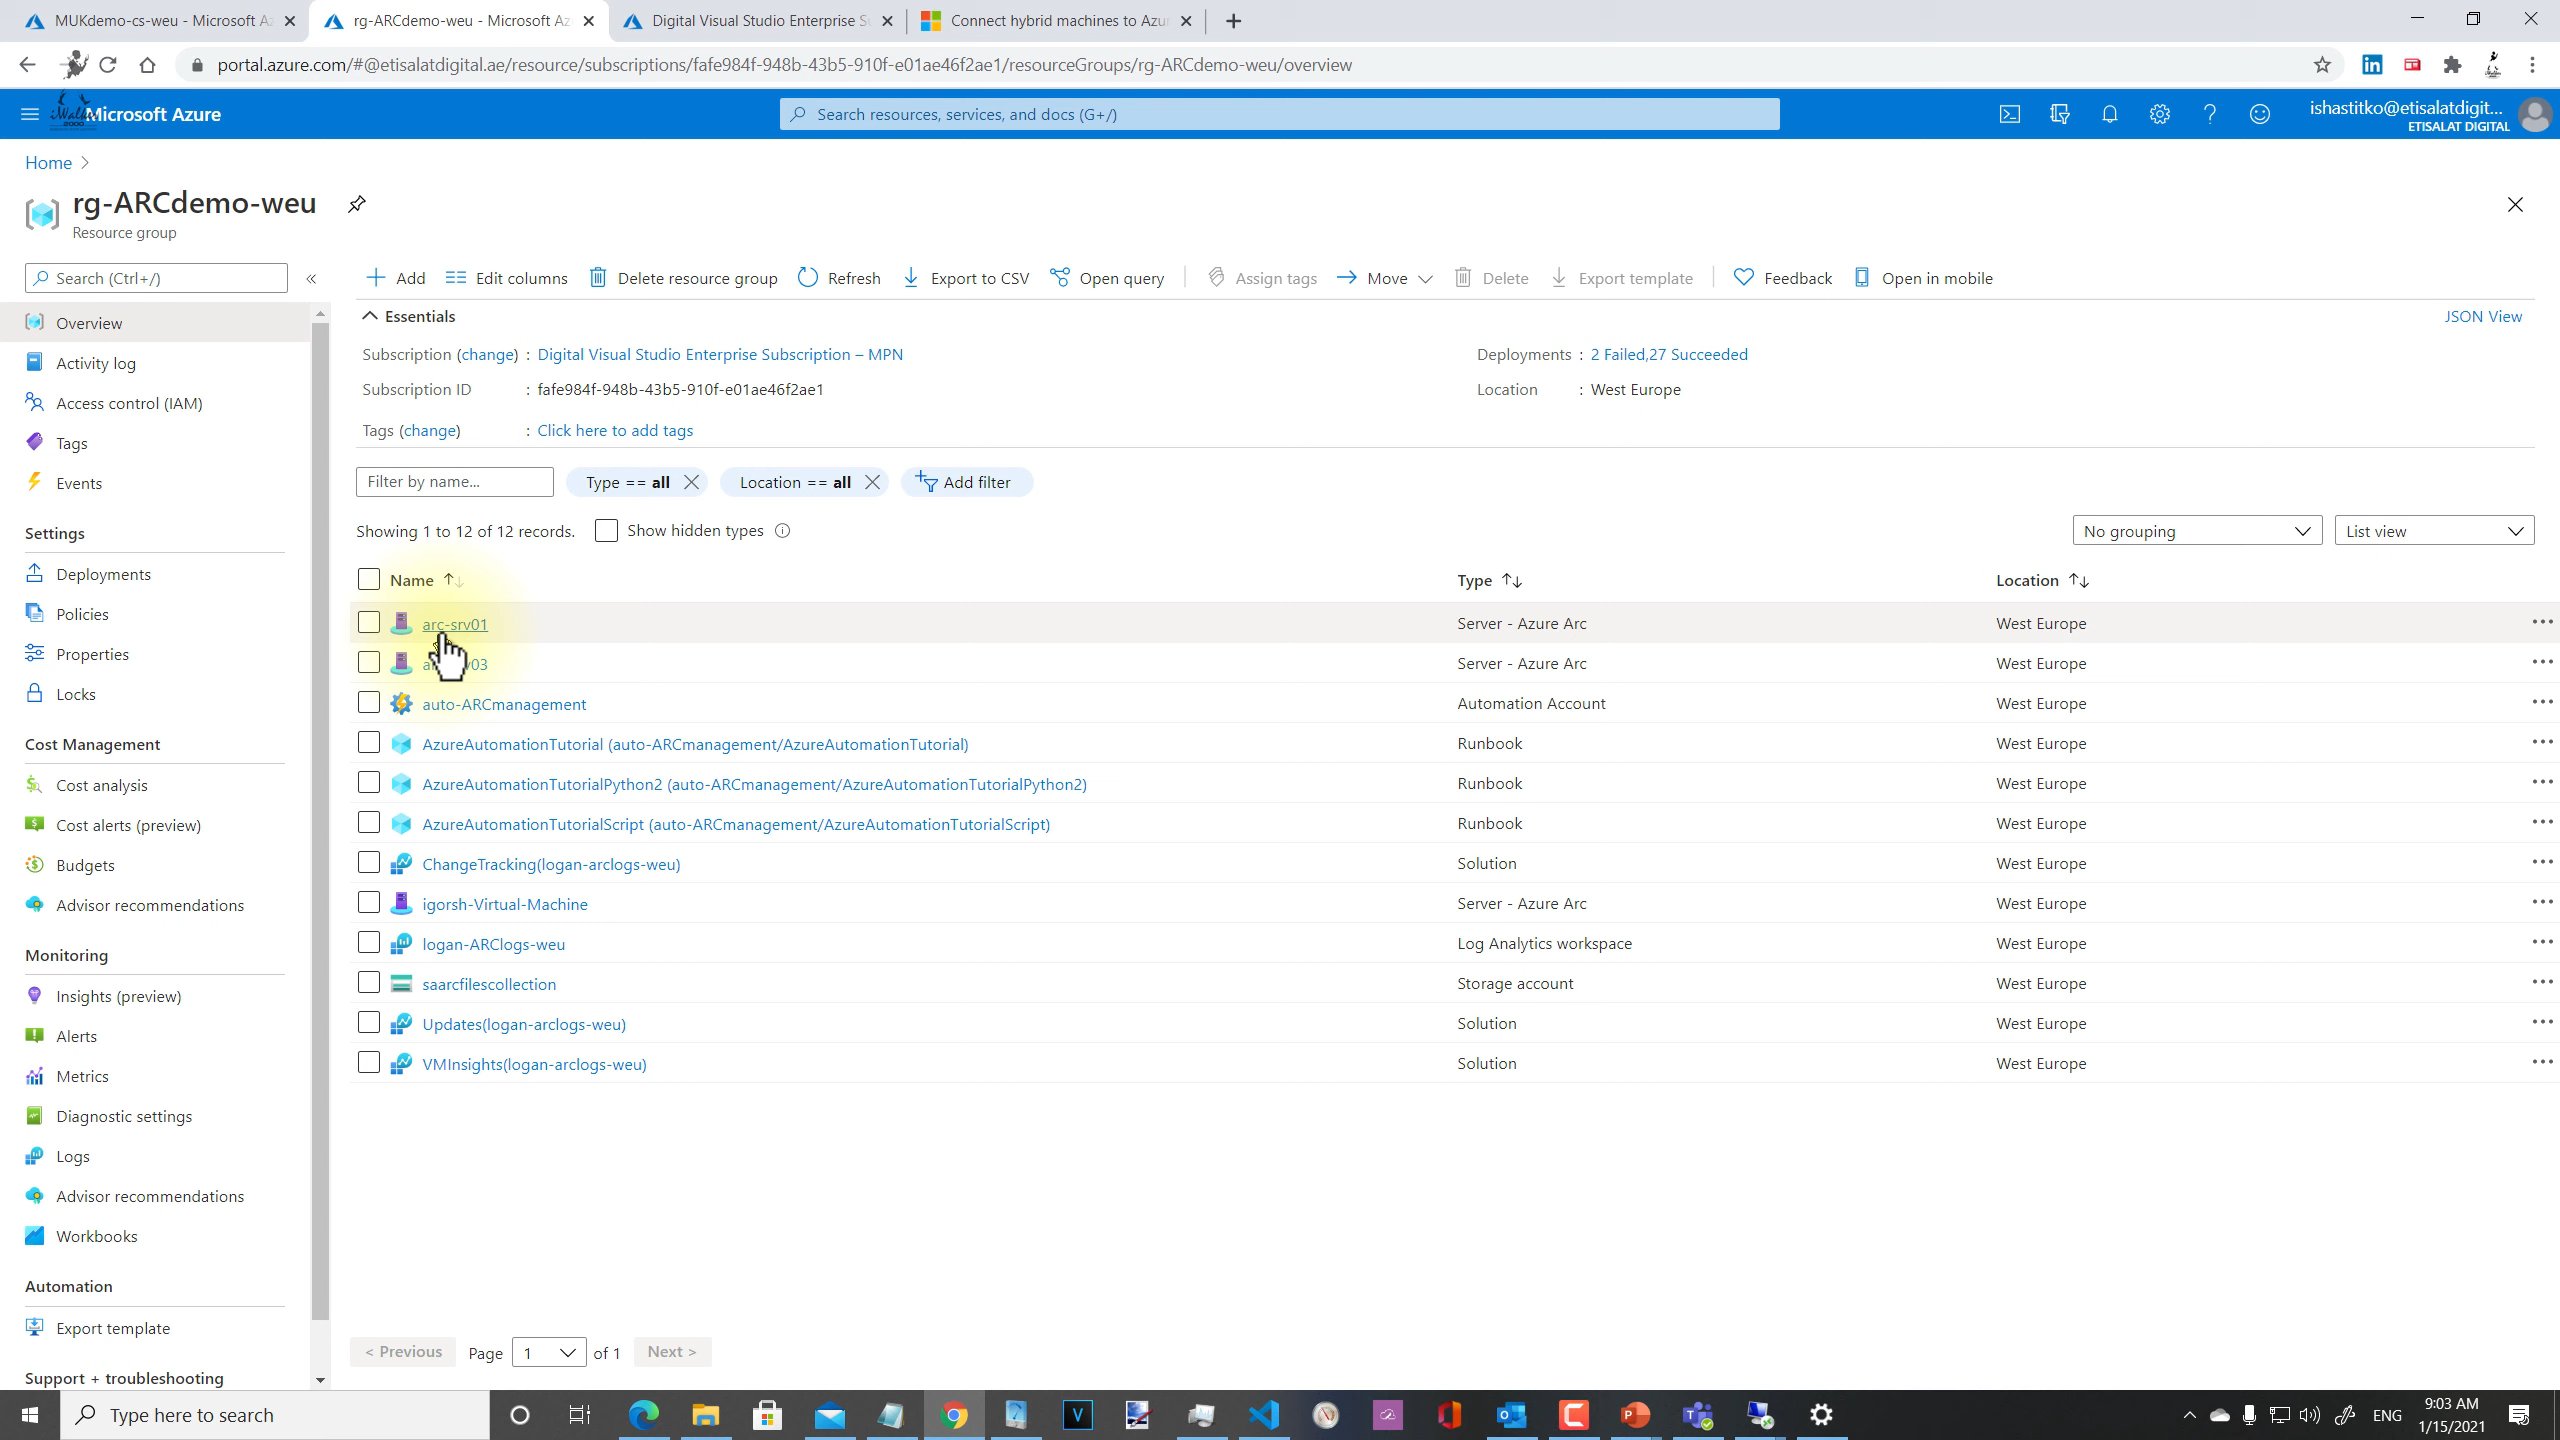 MUKdemo-cs-weu - Microsoft Az
rg-ARCdemo-weu - Microsoft Az
Digital Visual Studio Enterprise S
Connect hybrid machines to Azu
portal.azure.com/#@etisalatdigital.ae/resource/subscriptions/fafe984f-948b-43b5-910f-e01ae46f2ae1/resourceGroups/rg-ARCdemo-weu/overview
Microsoft Azure
Search resources, services, and docs (G+/)
ishastitko@etisalatdigit...
ETISALAT DIGITAL
Home
rg-ARCdemo-weu
Resource group
Search (Ctrl+/)
Add
Edit columns
Delete resource group
Refresh
Export to CSV
Open query
Assign tags
Move
Delete
Export template
Feedback
Open in mobile
Overview
Activity log
Access control (IAM)
Tags
Events
Settings
Deployments
Policies
Properties
Locks
Cost Management
Cost analysis
Cost alerts (preview)
Budgets
Advisor recommendations
Monitoring
Insights (preview)
Alerts
Metrics
Diagnostic settings
Logs
Advisor recommendations
Workbooks
Automation
Export template
Support + troubleshooting
Essentials
JSON View
Subscription (change) : Digital Visual Studio Enterprise Subscription – MPN
Deployments : 2 Failed,27 Succeeded
Subscription ID : fafe984f-948b-43b5-910f-e01ae46f2ae1
Location : West Europe
Tags (change) : Click here to add tags
Filter by name...
Type == all
Location == all
Add filter
Showing 1 to 12 of 12 records.
Show hidden types
No grouping
List view
Name Type Location
arc-srv01 Server - Azure Arc West Europe
Server - Azure Arc West Europe
auto-ARCmanagement Automation Account West Europe
AzureAutomationTutorial (auto-ARCmanagement/AzureAutomationTutorial) Runbook West Europe
AzureAutomationTutorialPython2 (auto-ARCmanagement/AzureAutomationTutorialPython2) Runbook West Europe
AzureAutomationTutorialScript (auto-ARCmanagement/AzureAutomationTutorialScript) Runbook West Europe
ChangeTracking(logan-arclogs-weu) Solution West Europe
igorsh-Virtual-Machine Server - Azure Arc West Europe
logan-ARClogs-weu Log Analytics workspace West Europe
saarcfilescollection Storage account West Europe
Updates(logan-arclogs-weu) Solution West Europe
VMInsights(logan-arclogs-weu) Solution West Europe
< Previous Page 1 of 1 Next >
Type here to search
ENG
9:03 AM
1/15/2021